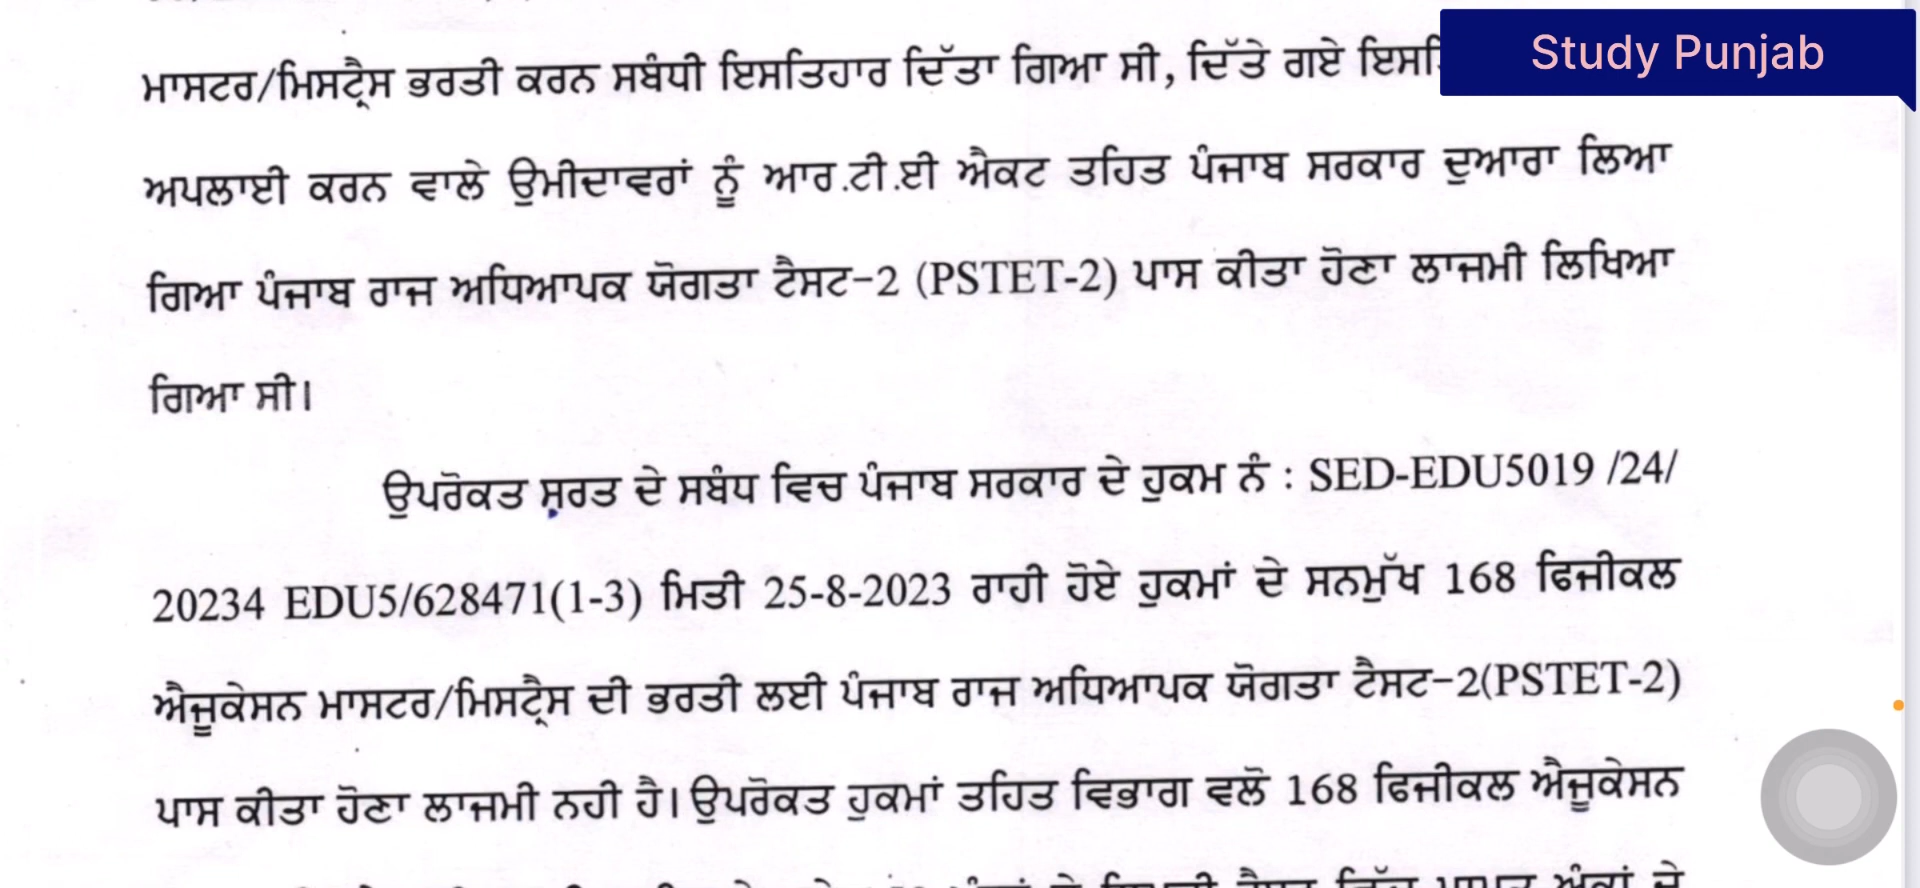 Study Punjab
ਮਾਸਟਰ/ਮਿਸਟ੍ਰੈਸ ਭਰਤੀ ਕਰਨ ਸਬੰਧੀ ਇਸਤਿਹਾਰ ਦਿੱਤਾ ਗਿਆ ਸੀ, ਦਿੱਤੇ ਗਏ
ਅਪਲਾਈ ਕਰਨ ਵਾਲੇ ਉਮੀਦਾਵਰਾਂ ਨੂੰ ਆਰ.ਟੀ.ਈ ਐਕਟ ਤਹਿਤ ਪੰਜਾਬ ਸਰਕਾਰ ਦੁਆਰਾ ਲਿਆ
ਗਿਆ ਪੰਜਾਬ ਰਾਜ ਅਧਿਆਪਕ ਯੋਗਤਾ ਟੈਸਟ-2 (PSTET-2) ਪਾਸ ਕੀਤਾ ਹੋਣਾ ਲਾਜਮੀ ਲਿਖਿਆ
ਗਿਆ ਸੀ।
ਉਪਰੋਕਤ ਸ਼ਰਤ ਦੇ ਸਬੰਧ ਵਿਚ ਪੰਜਾਬ ਸਰਕਾਰ ਦੇ ਹੁਕਮ ਨੰ : SED-EDU5019 /24/
20234 EDU5/628471(1-3) ਮਿਤੀ 25-8-2023 ਰਾਹੀ ਹੋਏ ਹੁਕਮਾਂ ਦੇ ਸਨਮੁੱਖ 168 ਫਿਜੀਕਲ
ਐਜੂਕੇਸਨ ਮਾਸਟਰ/ਮਿਸਟ੍ਰੈਸ ਦੀ ਭਰਤੀ ਲਈ ਪੰਜਾਬ ਰਾਜ ਅਧਿਆਪਕ ਯੋਗਤਾ ਟੈਸਟ-2(PSTET-2)
ਪਾਸ ਕੀਤਾ ਹੋਣਾ ਲਾਜਮੀ ਨਹੀ ਹੈ। ਉਪਰੋਕਤ ਹੁਕਮਾਂ ਤਹਿਤ ਵਿਭਾਗ ਵਲੋ 168 ਫਿਜੀਕਲ ਐਜੂਕੇਸਨ